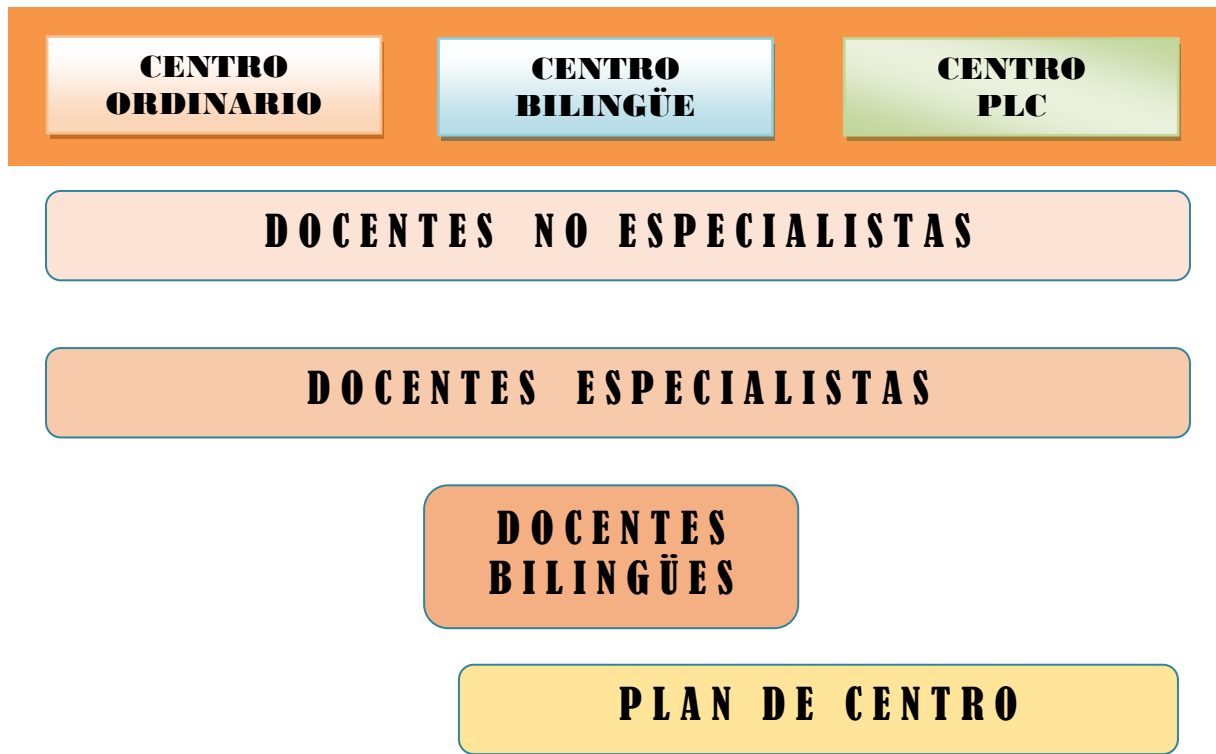 CENTRO
ORDINARIO
CENTRO
BILINGÜE
CENTRO
PLC
DOCENTES NO ESPECIALISTAS
DOCENTES ESPECIALISTAS
DOCENTES
BILINGÜES
PLAN DE CENTRO